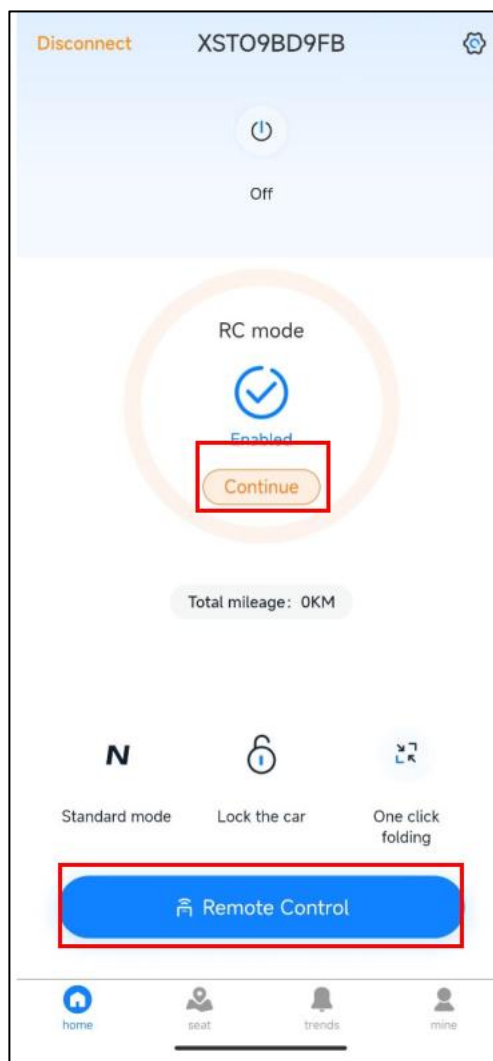 Disconnect XSTO9BD9FB
Off
RC mode
Enabled
Continue
Total mileage: 0KM
N
Standard mode Lock the car One click
folding
Remote Control
home seat trends mine